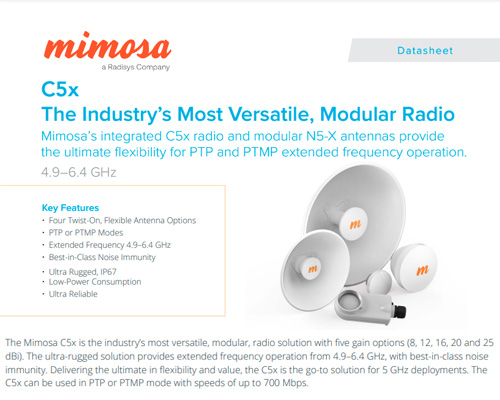 mimosa
a Radisys Company
Datasheet
C5x
The Industry's Most Versatile, Modular Radio
Mimosa's integrated C5x radio and modular N5-X antennas provide
the ultimate flexibility for PTP and PTMP extended frequency operation.
4.9–6.4 GHz
Key Features
• Four Twist-On, Flexible Antenna Options
• PTP or PTMP Modes
• Extended Frequency 4.9–6.4 GHz
• Best-in-Class Noise Immunity
• Ultra Rugged, IP67
• Low-Power Consumption
• Ultra Reliable
The Mimosa C5x is the industry's most versatile, modular, radio solution with five gain options (8, 12, 16, 20 and 25
dBi). The ultra-rugged solution provides extended frequency operation from 4.9–6.4 GHz, with best-in-class noise
immunity. Delivering the ultimate in flexibility and value, the C5x is the go-to solution for 5 GHz deployments. The
C5x can be used in PTP or PTMP mode with speeds of up to 700 Mbps.